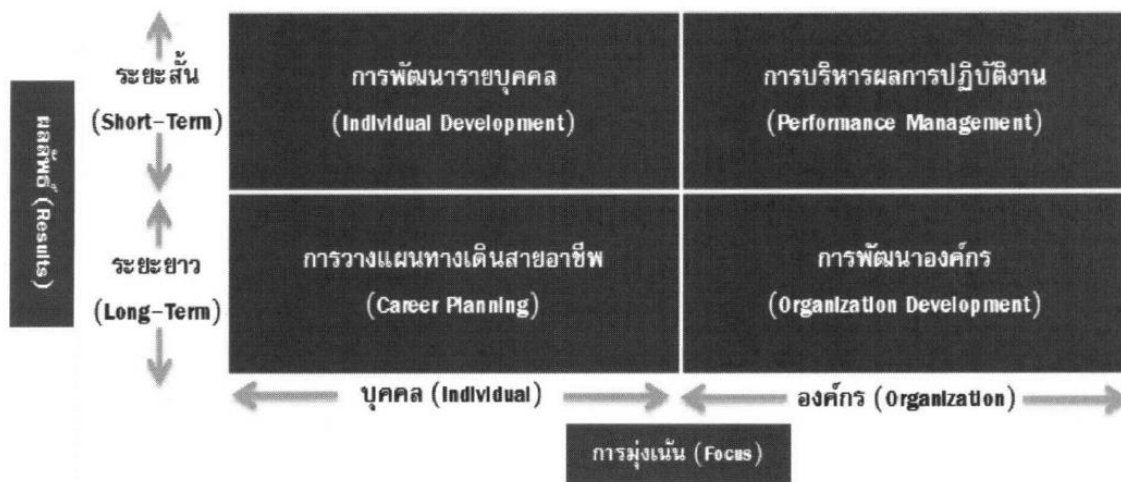 ระยะสั้น
(Short-Term)
การพัฒนารายบุคคล
(Individual Development)
การบริหารผลการปฏิบัติงาน
(Performance Management)
ผลลัพธ์ (Results)
ระยะยาว
(Long-Term)
การวางแผนทางเดินสายอาชีพ
(Career Planning)
การพัฒนาองค์กร
(Organization Development)
บุคคล (Individual)
องค์กร (Organization)
การมุ่งเน้น (Focus)